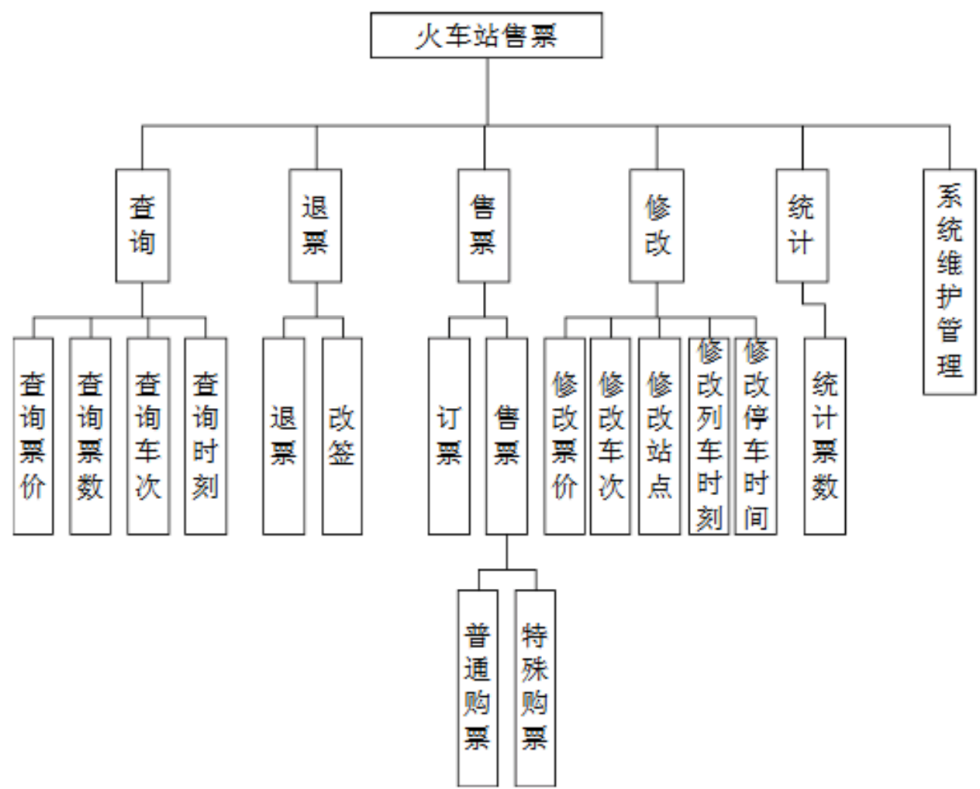 火车站售票
查询
退票
售票
修改
统计
系统维护管理
查询票价
查询票数
查询车次
查询时刻
退票
改签
订票
售票
修改票价
修改车次
修改站点
修改列车时刻
修改停车时间
统计票数
普通购票
特殊购票